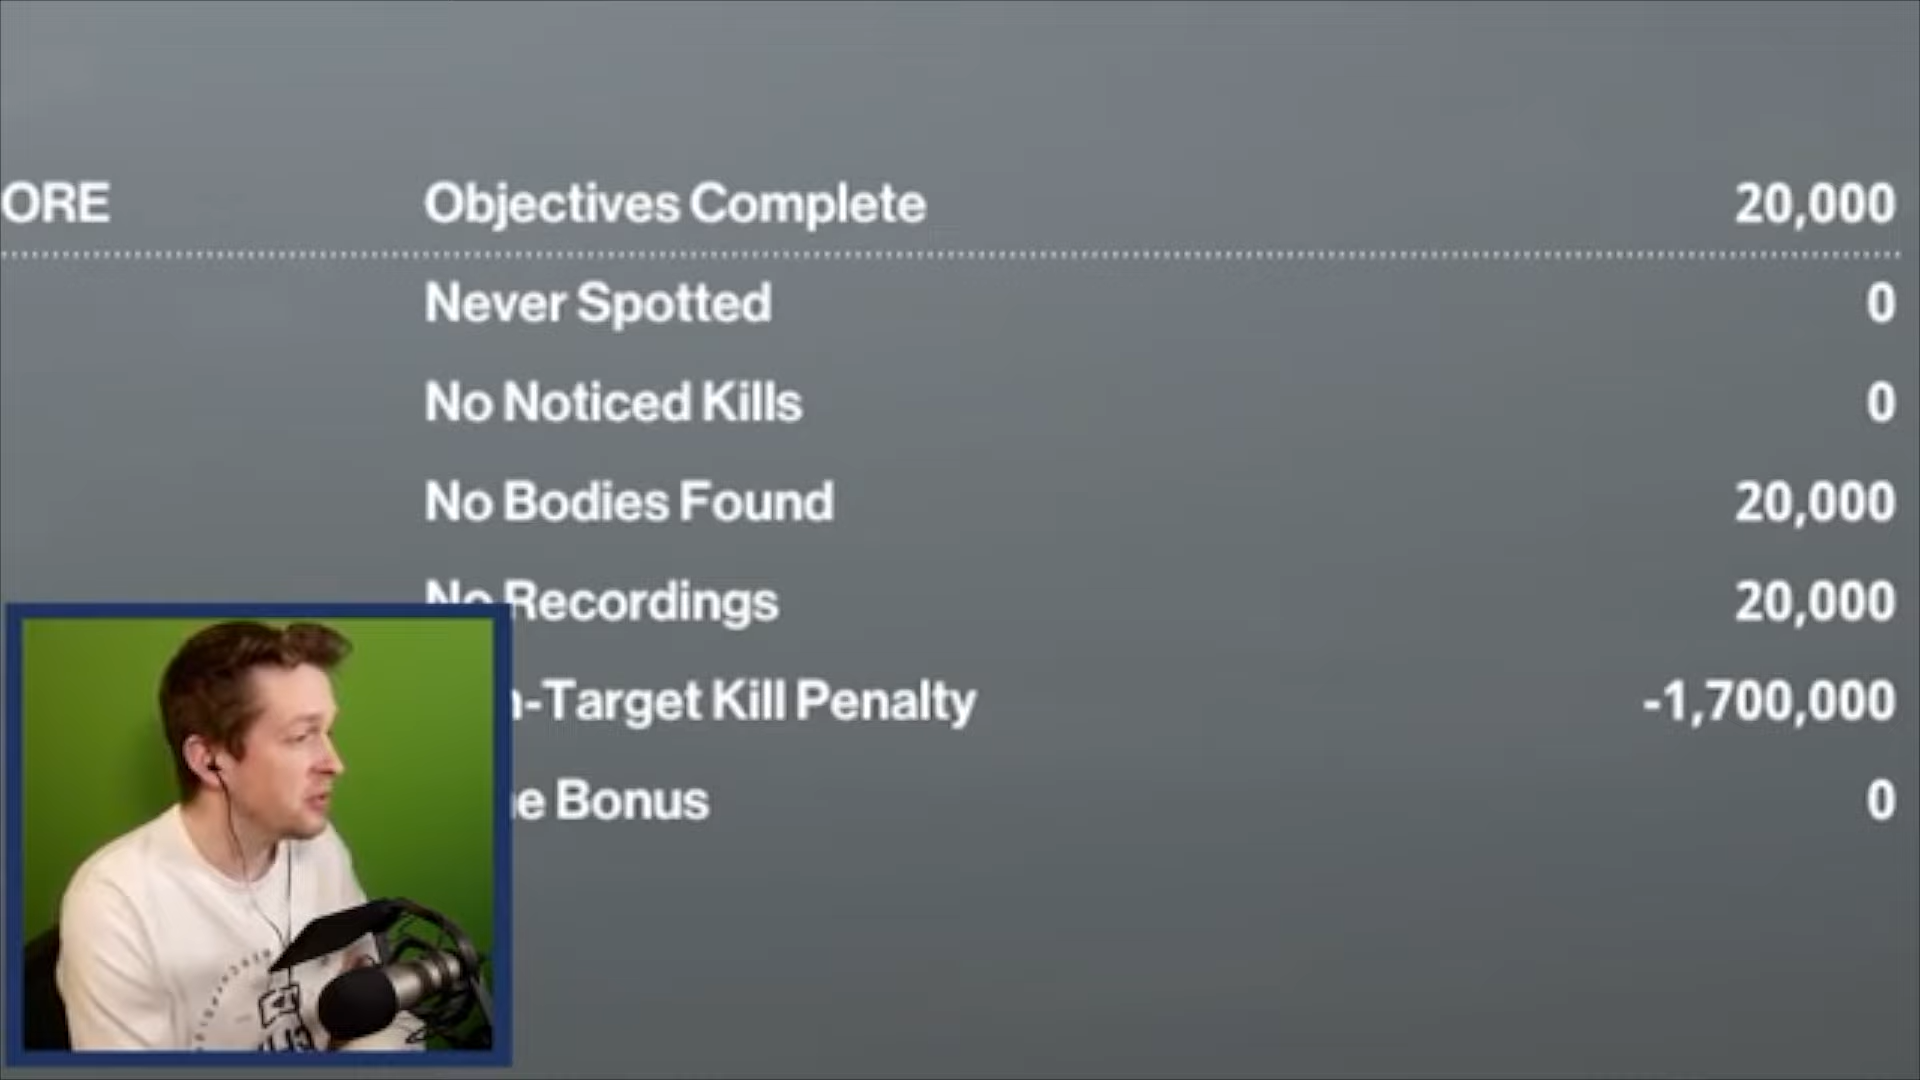 ORE Objectives Complete 20,000
Never Spotted 0
No Noticed Kills 0
No Bodies Found 20,000
No Recordings 20,000
-Target Kill Penalty -1,700,000
Bonus 0